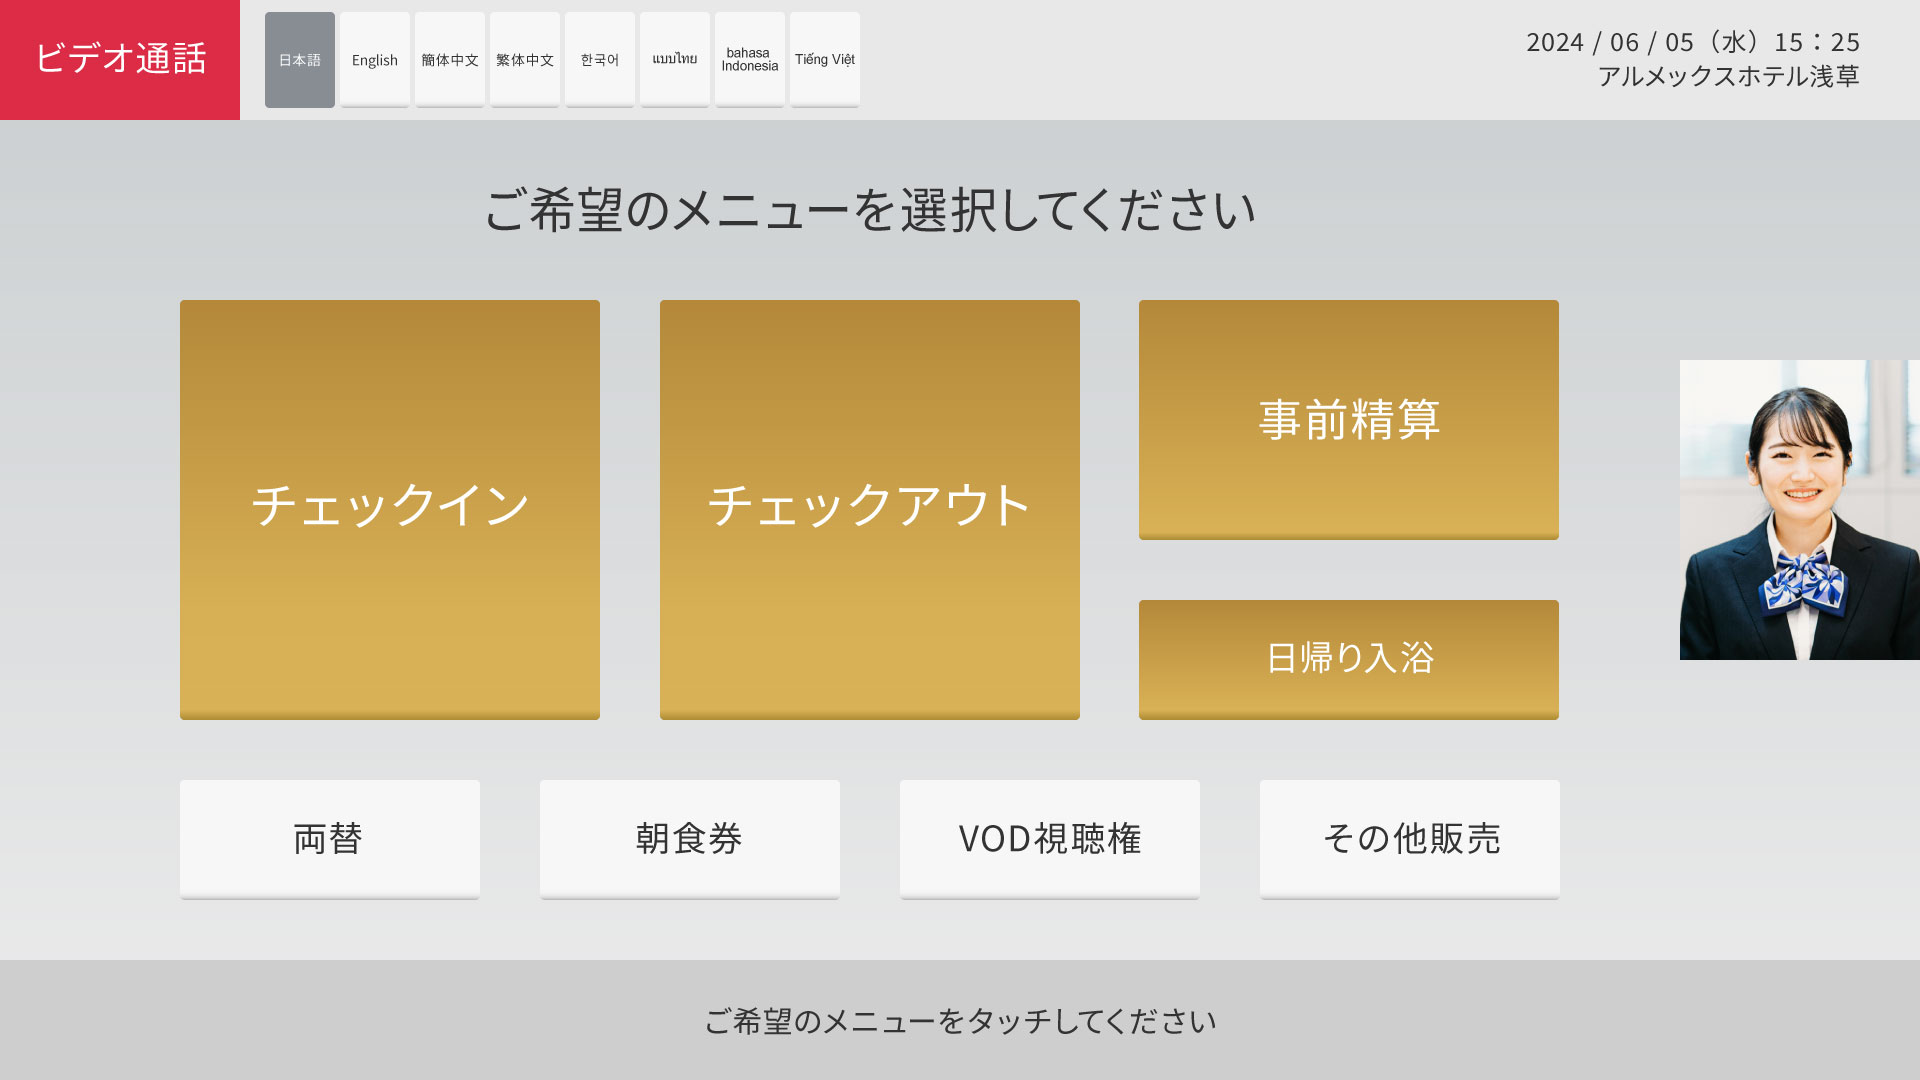 ビデオ通話
日本語
English
簡体中文
繁体中文
한국어
แบบไทย
bahasa
Indonesia
Tiếng Việt
2024 / 06 / 05（水）15：25
アルメックスホテル浅草
ご希望のメニューを選択してください
チェックイン
チェックアウト
事前精算
日帰り入浴
両替
朝食券
VOD視聴権
その他販売
ご希望のメニューをタッチしてください